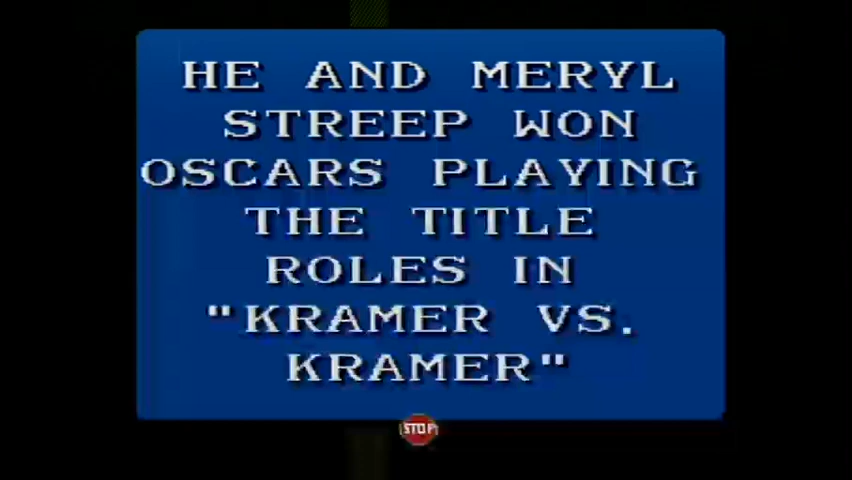 HE AND MERYL
STREEP WON
OSCARS PLAYING
THE TITLE
ROLES IN
"KRAMER VS.
KRAMER"
STOP